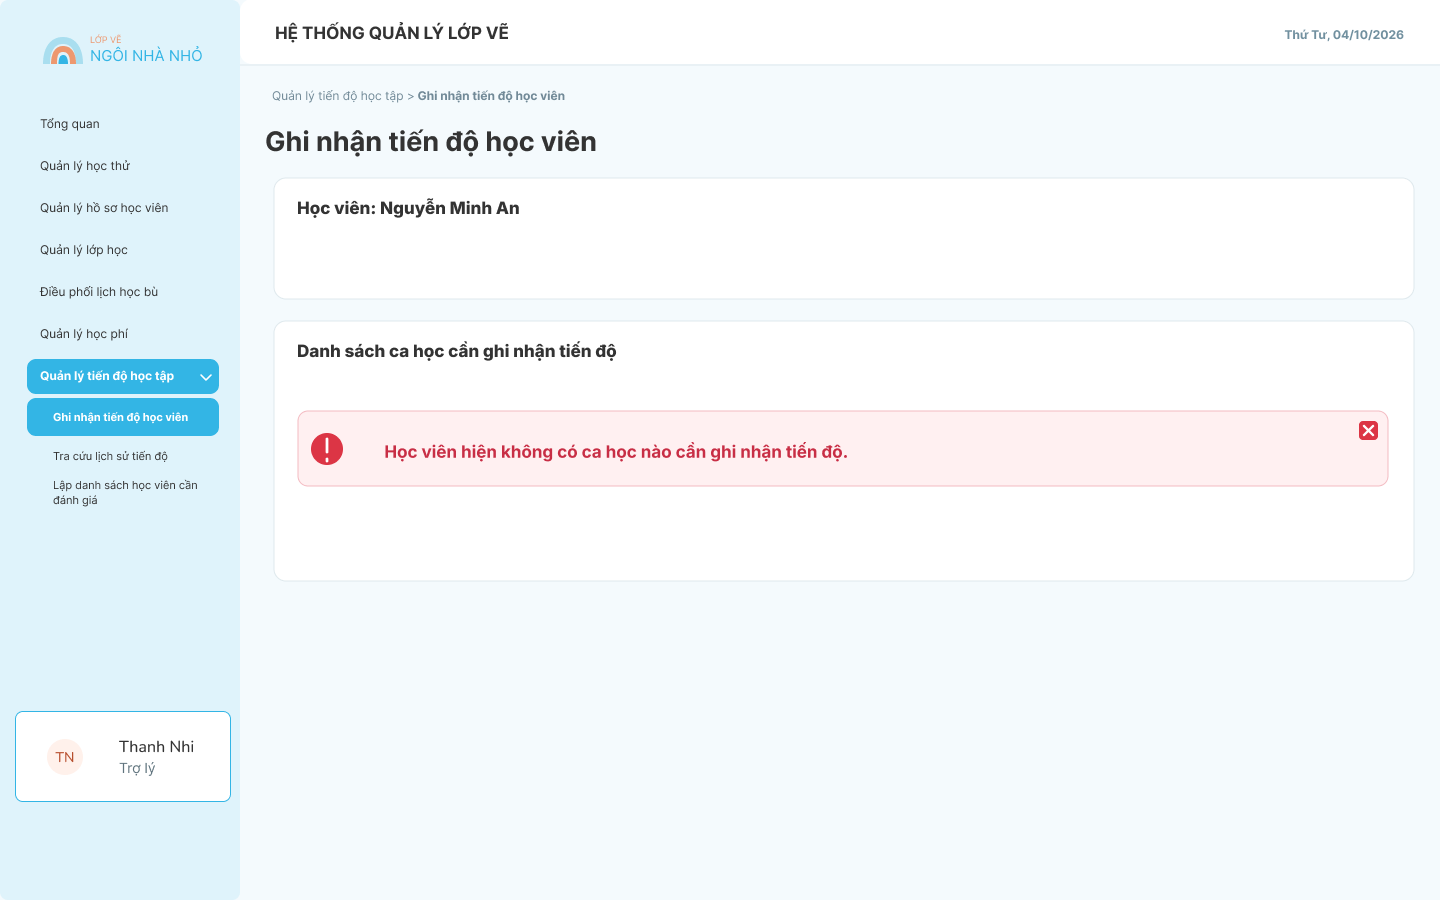 LỚP VẼ
NGÔI NHÀ NHỎ
Tổng quan
Quản lý học thử
Quản lý hồ sơ học viên
Quản lý lớp học
Điều phối lịch học bù
Quản lý học phí
Quản lý tiến độ học tập
Ghi nhận tiến độ học viên
Tra cứu lịch sử tiến độ
Lập danh sách học viên cần
đánh giá
TN
Thanh Nhi
Trợ lý
HỆ THỐNG QUẢN LÝ LỚP VẼ
Thứ Tư, 04/10/2026
Quản lý tiến độ học tập > Ghi nhận tiến độ học viên
Ghi nhận tiến độ học viên
Học viên: Nguyễn Minh An
Danh sách ca học cần ghi nhận tiến độ
Học viên hiện không có ca học nào cần ghi nhận tiến độ.